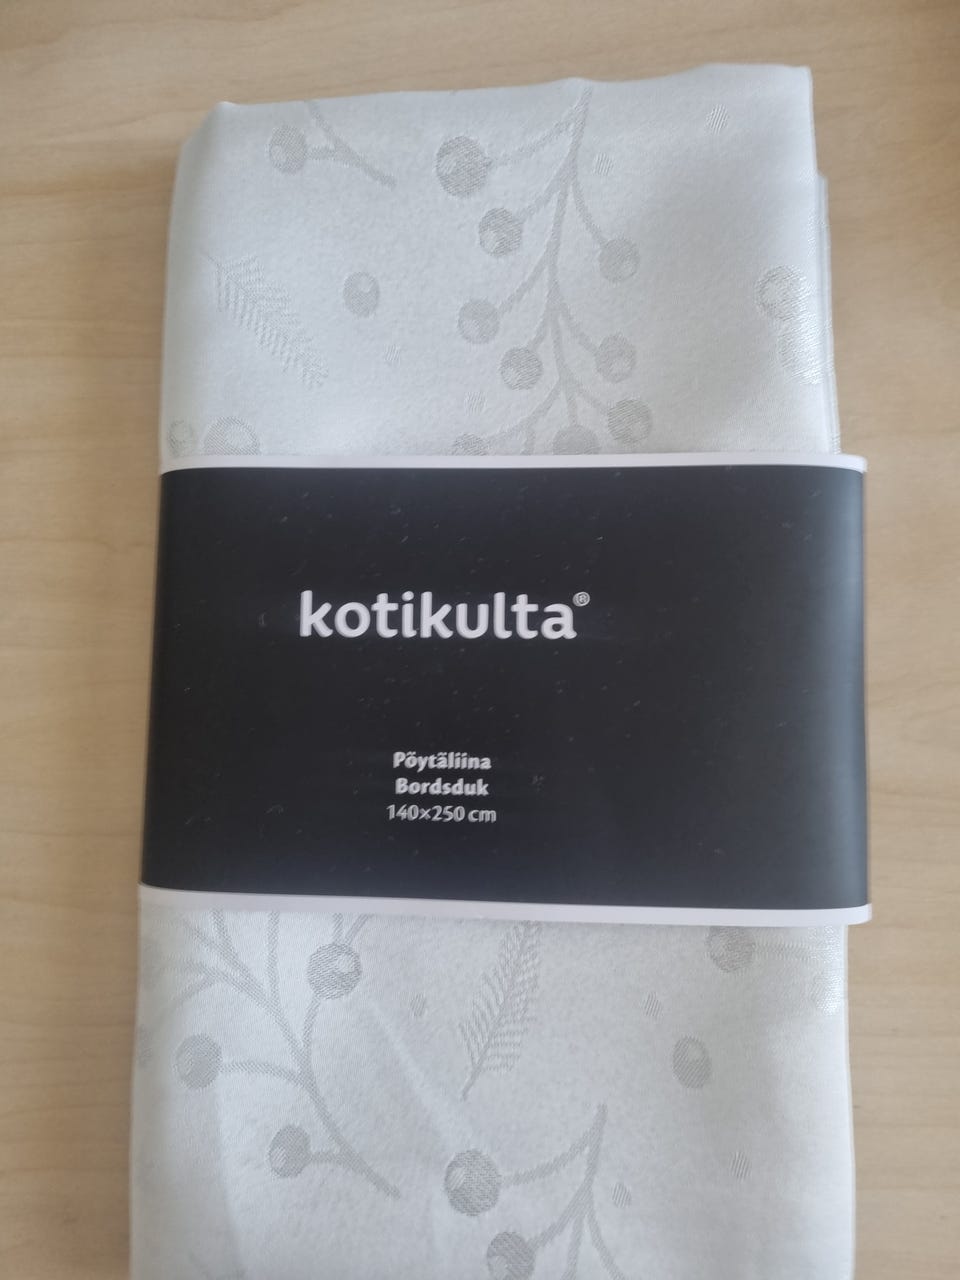 kotikulta®
Pöytäliina
Bordsduk
140×250 cm